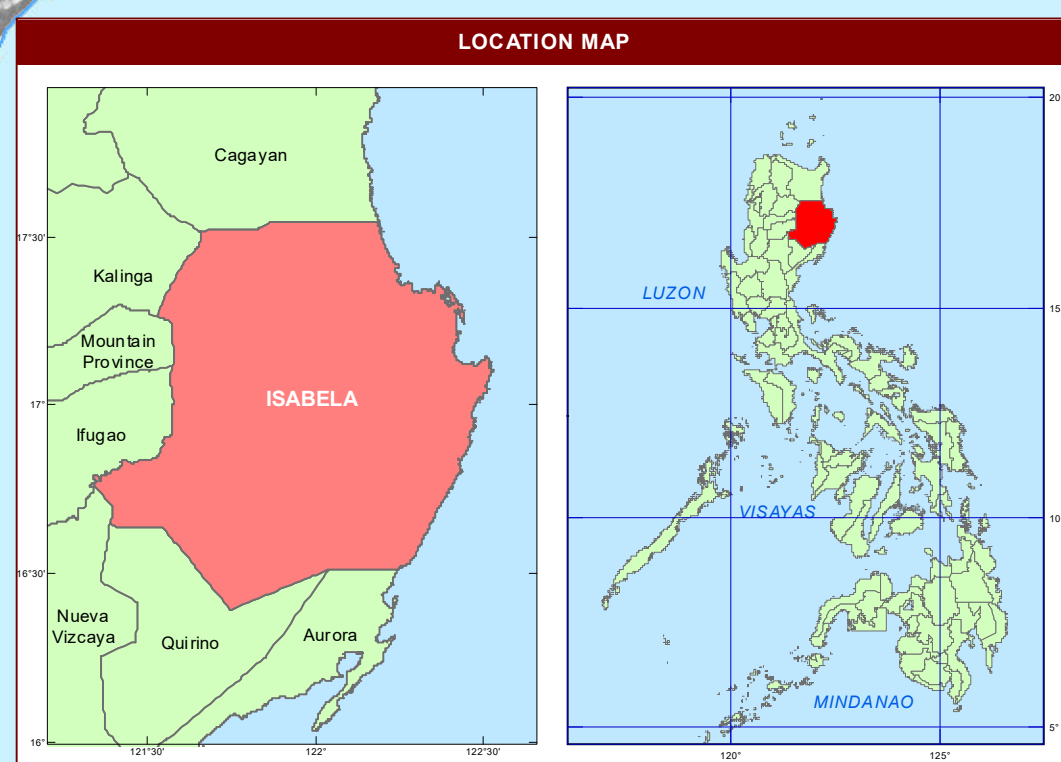 LOCATION MAP
Cagayan
17°30'
Kalinga
Mountain
Province
ISABELA
17°
Ifugao
16°30'
Nueva
Vizcaya
Quirino
Aurora
16°
121°30'
122°
122°30'
20
LUZON
15
VISAYAS
10
MINDANAO
5°
120°
125°